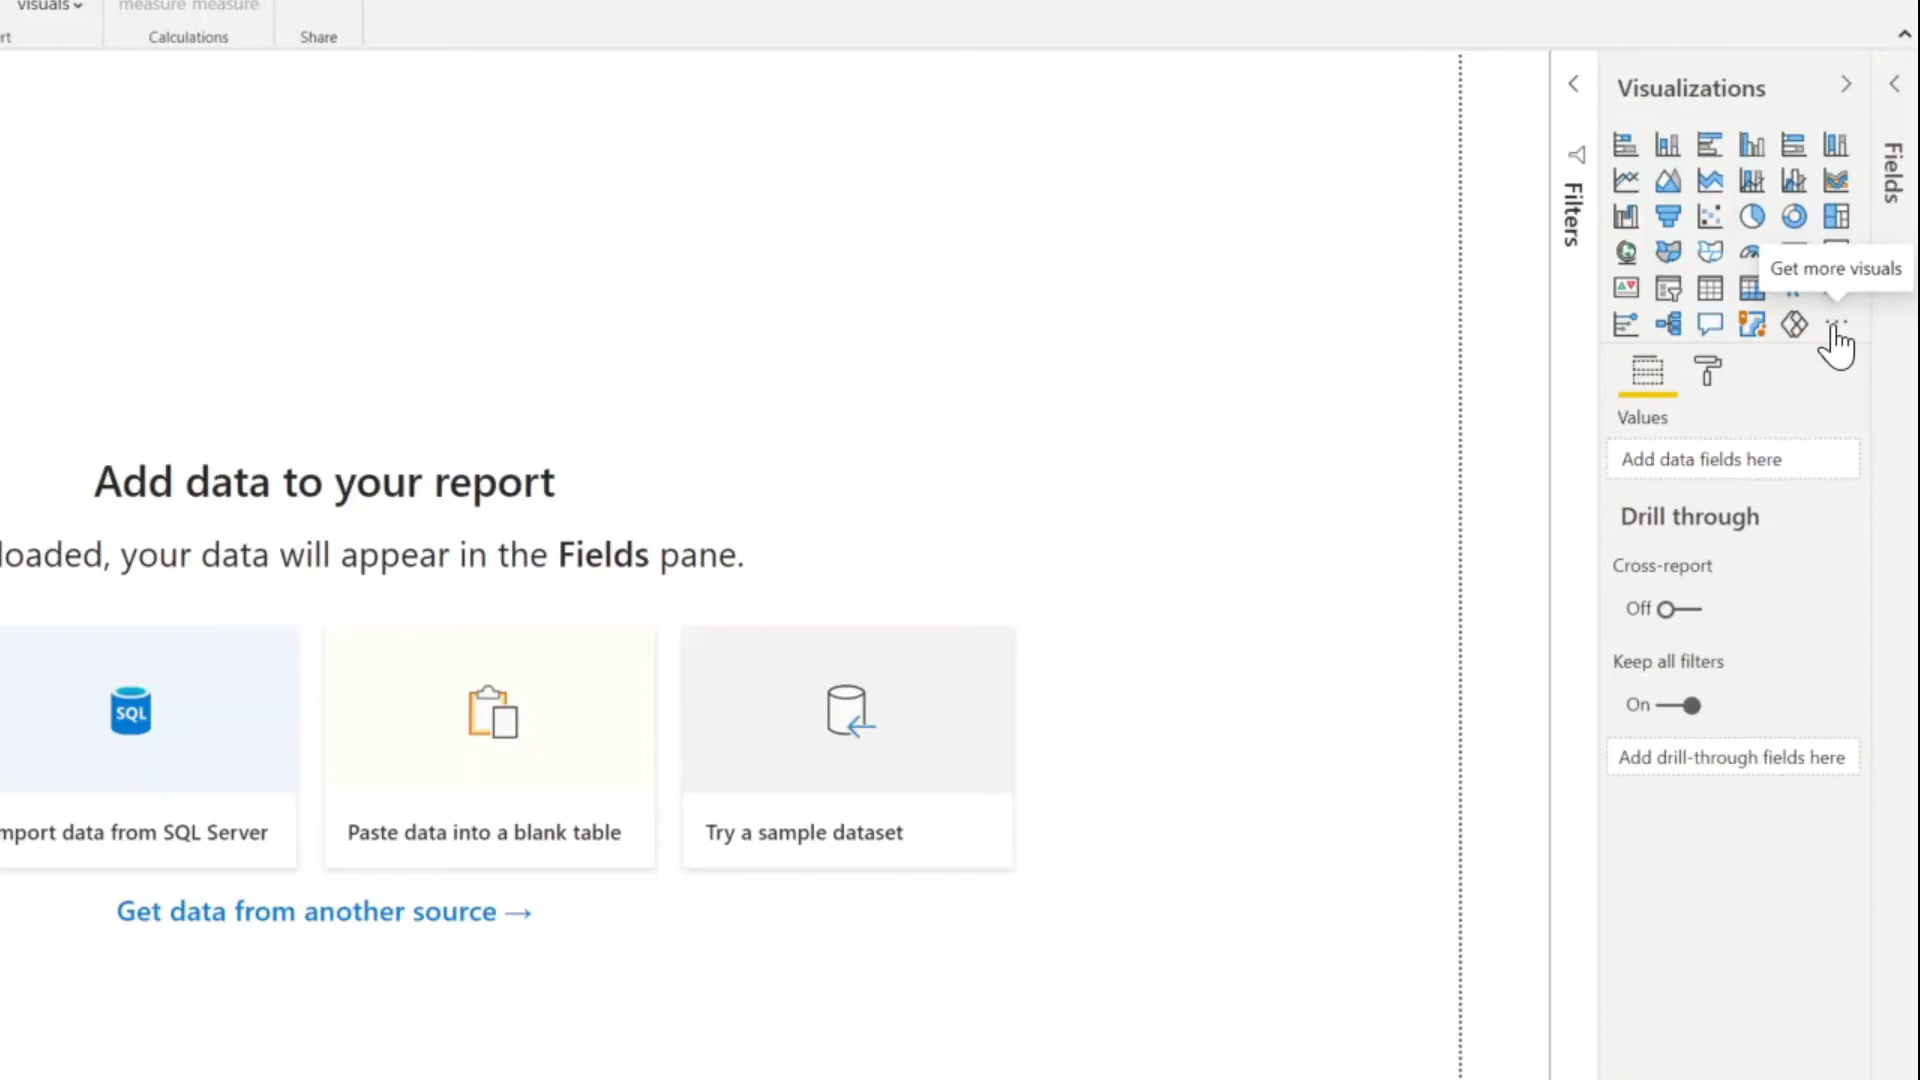 visuals
measure measure
rt
Calculations
Share
Visualizations
Filters
Fields
Get more visuals
Values
Add data fields here
Drill through
Cross-report
Off
Keep all filters
On
Add drill-through fields here
Add data to your report
loaded, your data will appear in the Fields pane.
SQL
mport data from SQL Server
Paste data into a blank table
Try a sample dataset
Get data from another source →